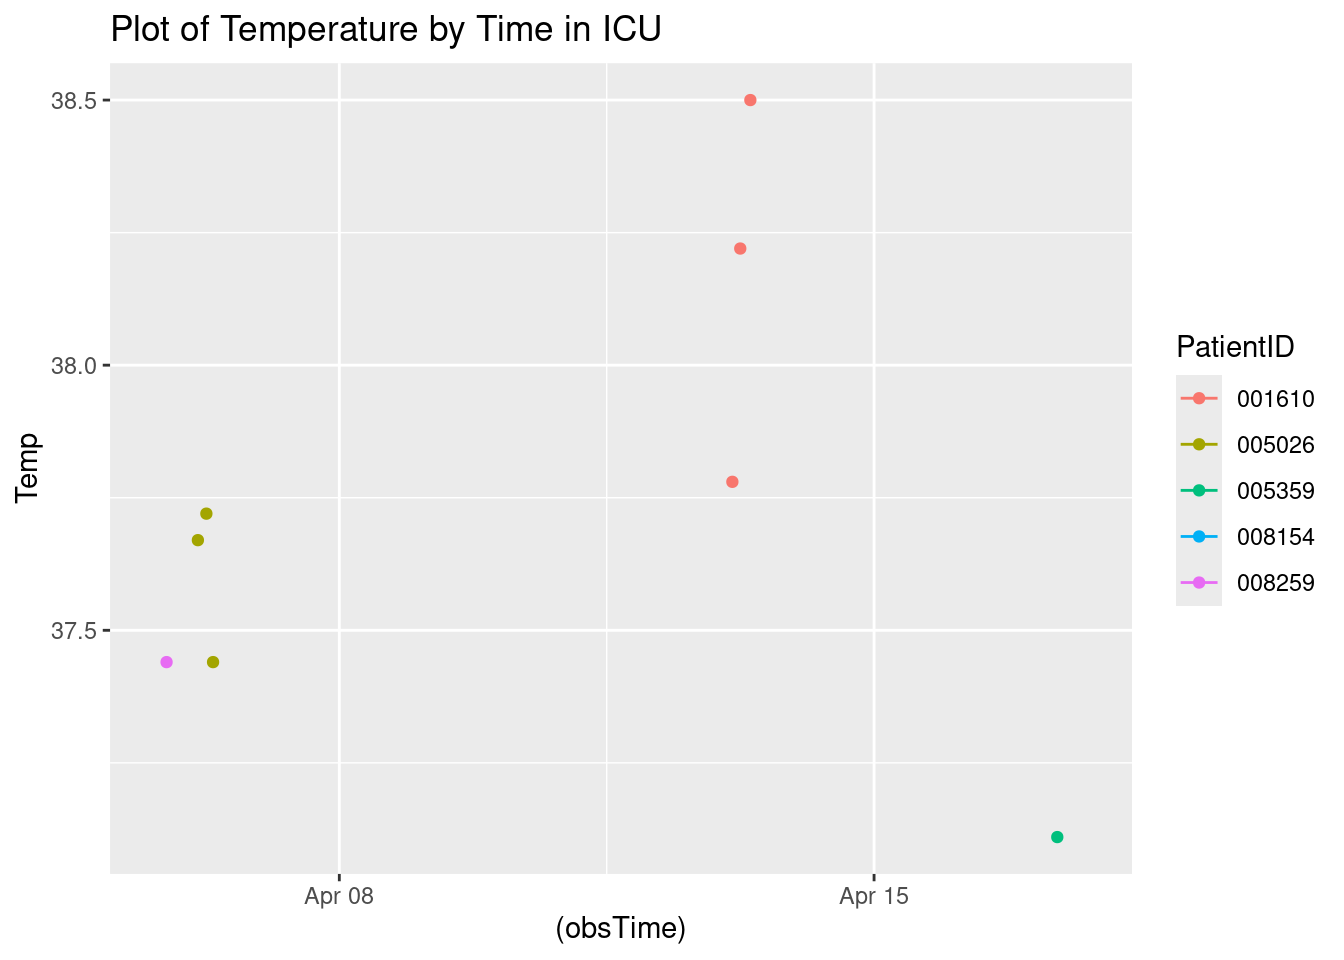 Plot of Temperature by Time in ICU
38.5
38.0
37.5
Temp
Apr 08
Apr 15
(obsTime)
PatientID
001610
005026
005359
008154
008259